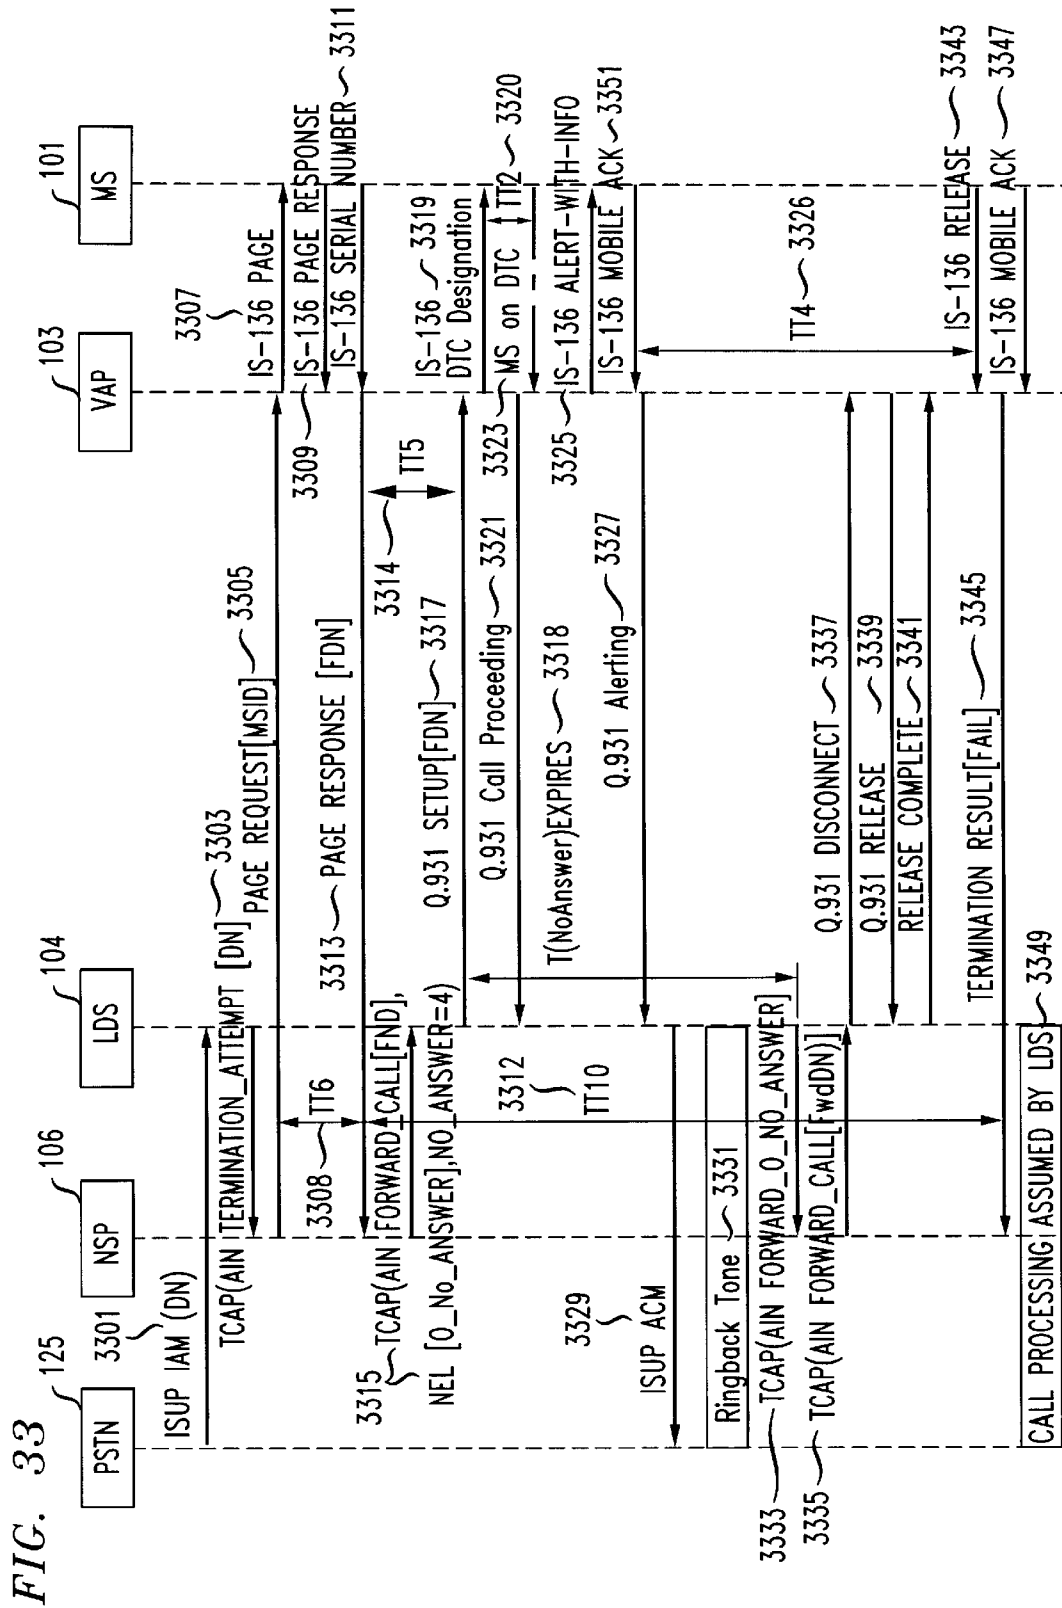 FIG. 33
PSTN
125
NSP
106
LDS
104
VAP
103
MS
101
3301
ISUP IAM (DN)
TCAP(AIN TERMINATION_ATTEMPT [DN]
3303
PAGE REQUEST[MSID]
3305
3307
IS-136 PAGE
3308
TT6
3309
IS-136 PAGE RESPONSE
IS-136 SERIAL NUMBER
3311
3313
PAGE RESPONSE [FDN]
3314
TT5
3315
TCAP(AIN FORWARD_CALL[FND],
NEL [O_No_ANSWER],NO_ANSWER=4)
Q.931 SETUP[FDN]
3317
IS-136
3319
DTC Designation
3312
TT10
Q.931 Call Proceeding
3321
3323
MS on DTC
TT2
3320
T(NoAnswer)EXPIRES
3318
3325
IS-136 ALERT-WITH-INFO
IS-136 MOBILE ACK
3351
Q.931 Alerting
3327
3329
ISUP ACM
Ringback Tone
3331
TT4
3326
3333
TCAP(AIN FORWARD_O_NO_ANSWER]
3335
TCAP(AIN FORWARD_CALL[FwdDN)]
Q.931 DISCONNECT
3337
Q.931 RELEASE
3339
RELEASE COMPLETE
3341
IS-136 RELEASE
3343
TERMINATION RESULT[FAIL]
3345
IS-136 MOBILE ACK
3347
CALL PROCESSING ASSUMED BY LDS
3349